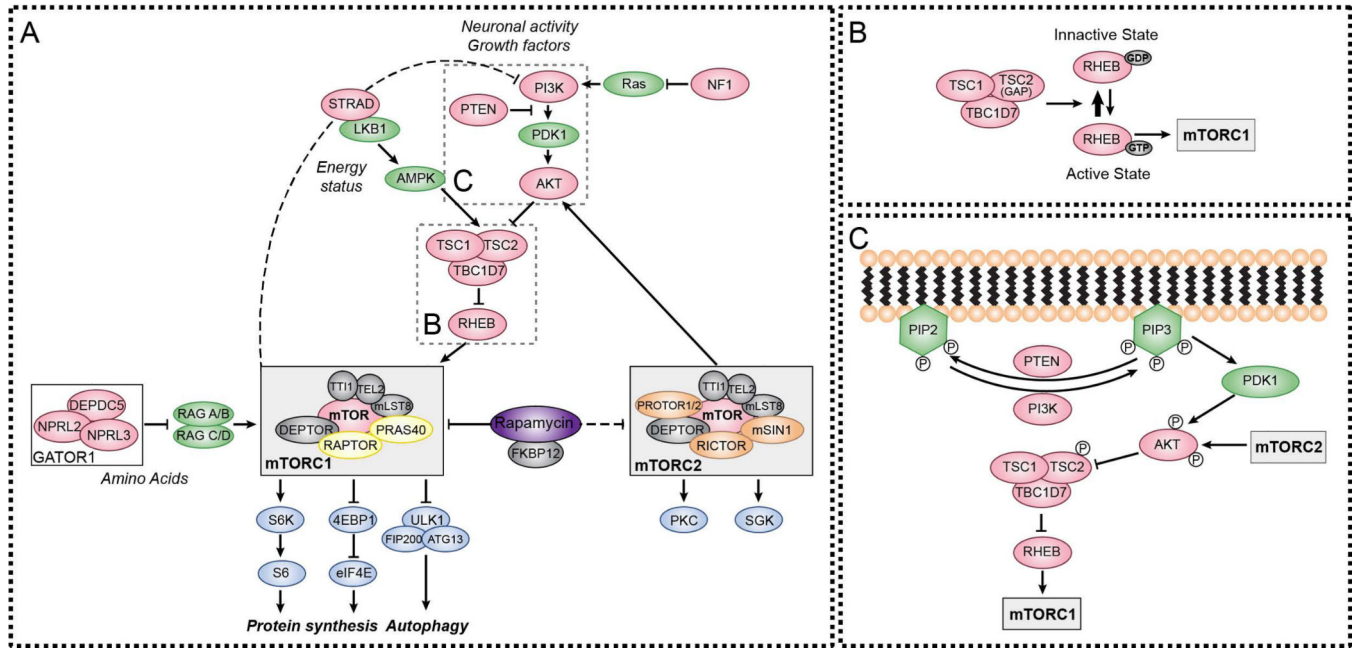 A
Neuronal activity
Growth factors
PI3K
Ras
NF1
STRAD
LKB1
PTEN
PDK1
Energy
status
AMPK
C
AKT
TSC1
TSC2
TBC1D7
B
RHEB
DEPDC5
NPRL2
NPRL3
GATOR1
RAG A/B
RAG C/D
Amino Acids
TTI1
TEL2
mTOR
mLST8
DEPTOR
PRAS40
RAPTOR
mTORC1
Rapamycin
FKBP12
TTI1
TEL2
PROTOR1/2
mTOR
mLST8
DEPTOR
mSIN1
RICTOR
mTORC2
S6K
4EBP1
ULK1
FIP200
ATG13
PKC
SGK
S6
eIF4E
Protein synthesis
Autophagy
B
Innactive State
RHEB
GDP
TSC1
TSC2
(GAP)
TBC1D7
RHEB
GTP
mTORC1
Active State
C
PIP2
P
P
PIP3
P
P
P
PTEN
PI3K
PDK1
P
AKT
P
mTORC2
P
TSC1
TSC2
TBC1D7
RHEB
mTORC1